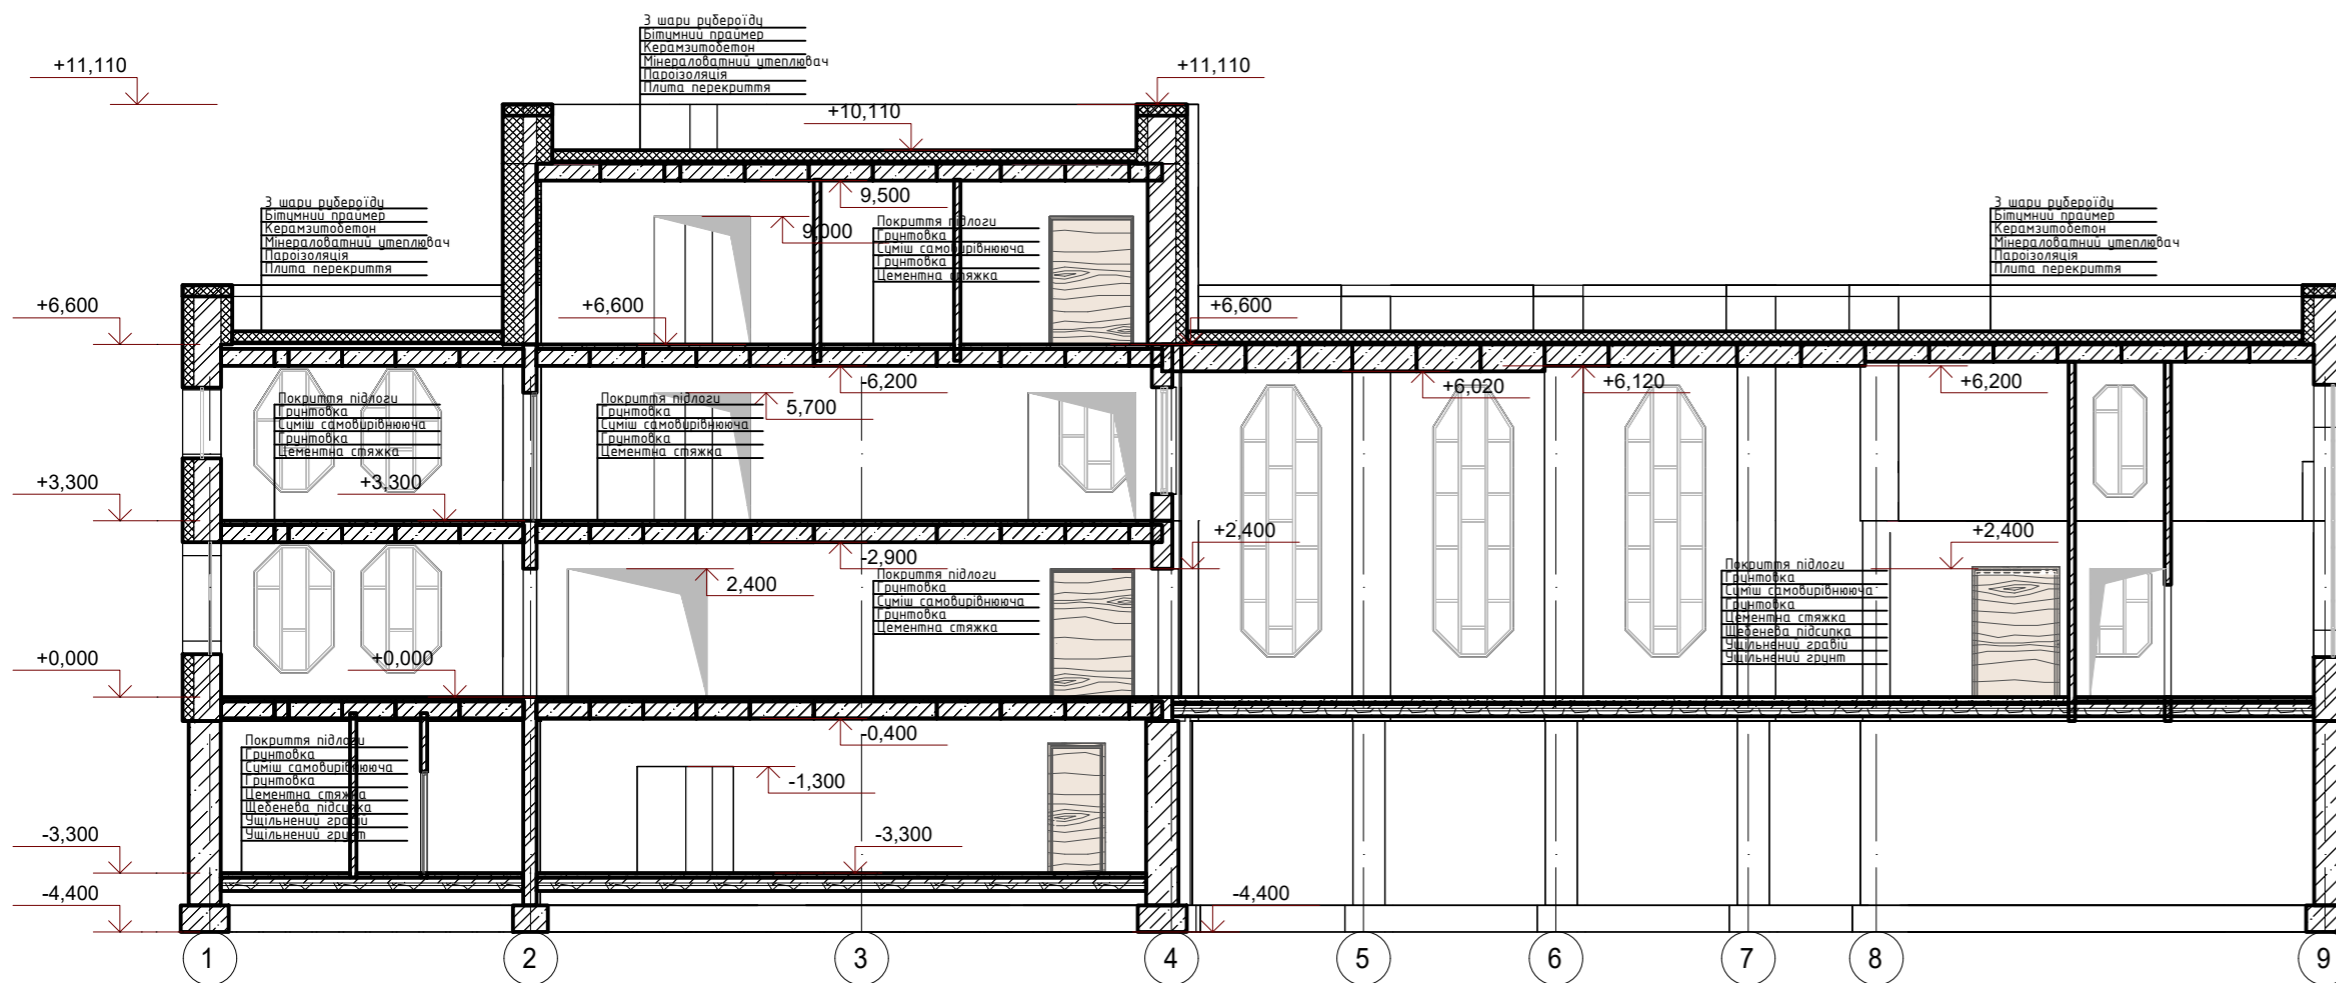 3 шари рубероїду
Бітумний праймер
Керамзитобетон
Мінераловатний утеплювач
Пароізоляція
Плита перекриття
+11,110
+11,110
+10,110
9,500
9,000
Покриття підлоги
Грунтовка
Суміш самовирівнююча
Грунтовка
Цементна стяжка
3 шари рубероїду
Бітумний праймер
Керамзитобетон
Мінераловатний утеплювач
Пароізоляція
Плита перекриття
3 шари рубероїду
Бітумний праймер
Керамзитобетон
Мінераловатний утеплювач
Пароізоляція
Плита перекриття
+6,600
+6,600
+6,600
-6,200
+6,020
+6,120
+6,200
5,700
Покриття підлоги
Грунтовка
Суміш самовирівнююча
Грунтовка
Цементна стяжка
Покриття підлоги
Грунтовка
Суміш самовирівнююча
Грунтовка
Цементна стяжка
+3,300
+3,300
-2,900
+2,400
+2,400
2,400
Покриття підлоги
Грунтовка
Суміш самовирівнююча
Грунтовка
Цементна стяжка
Покриття підлоги
Грунтовка
Суміш самовирівнююча
Грунтовка
Цементна стяжка
Щебенева підсипка
Ущільнений гравій
Ущільнений грунт
+0,000
+0,000
-0,400
-1,300
Покриття підлоги
Грунтовка
Суміш самовирівнююча
Грунтовка
Цементна стяжка
Щебенева підсипка
Ущільнений гравій
Ущільнений грунт
-3,300
-3,300
-4,400
-4,400
1 2 3 4 5 6 7 8 9